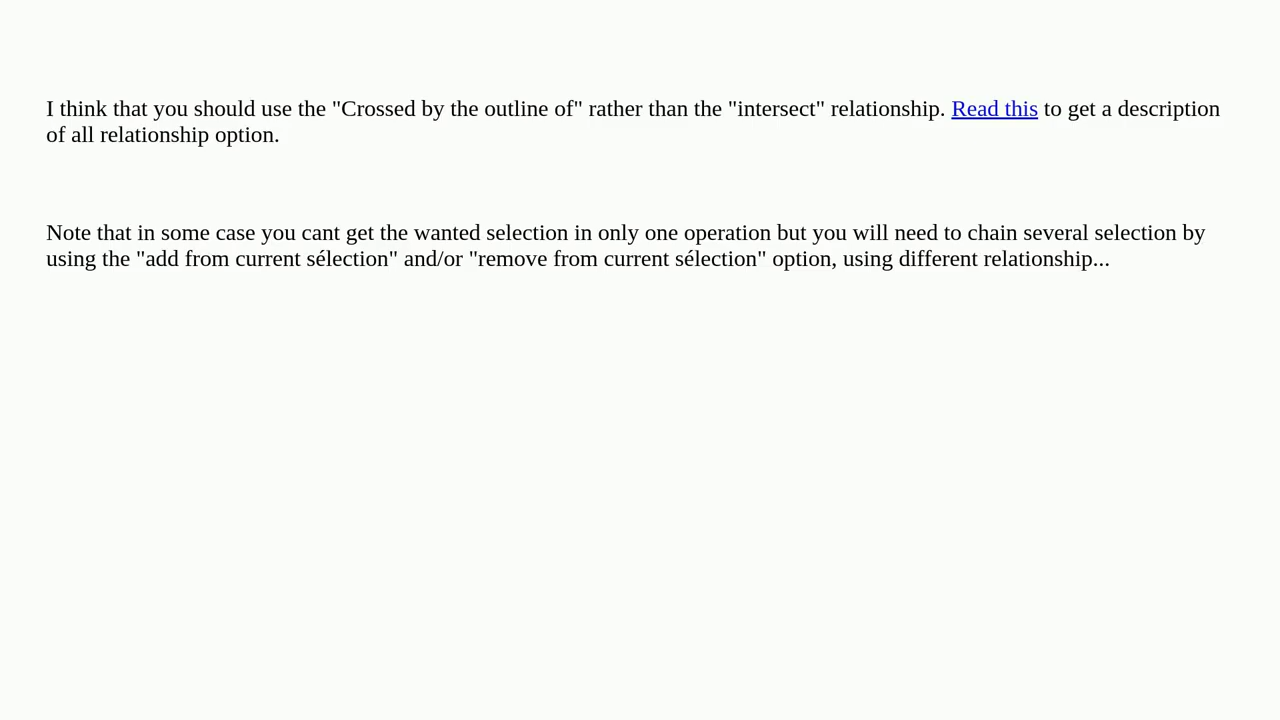 I think that you should use the "Crossed by the outline of" rather than the "intersect" relationship. Read this to get a description
of all relationship option.
Note that in some case you cant get the wanted selection in only one operation but you will need to chain several selection by
using the "add from current sélection" and/or "remove from current sélection" option, using different relationship...